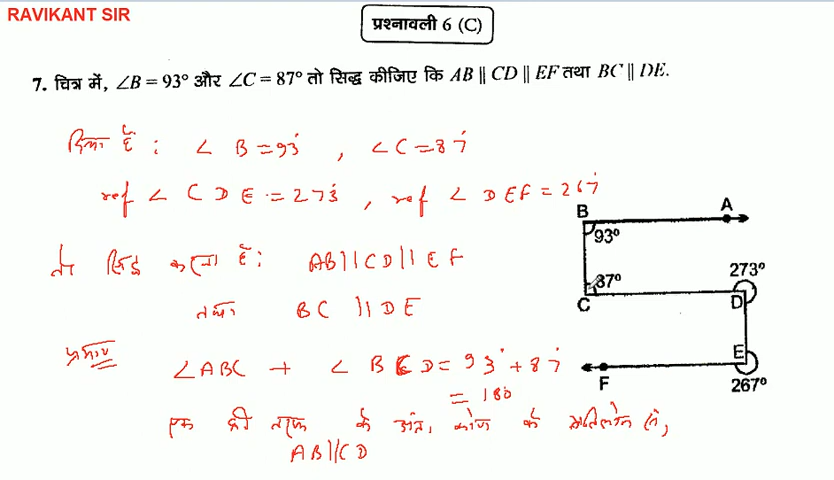 RAVIKANT SIR
प्रश्नावली 6 (C)
7. चित्र में, ∠B = 93° और ∠C = 87° तो सिद्ध कीजिए कि AB || CD || EF तथा BC || DE.
दिया है : ∠B = 93° , ∠C = 87°
ref ∠CDE = 273° , ref ∠DEF = 267°
तो सिद्ध करना है: AB || CD || EF
तथा BC || DE
प्रमाण
∠ABC + ∠BCD = 93° + 87°
= 180
एक ही तरफ के अंतः कोण के प्रतिलोम से,
AB || CD
B A
93°
87° 273°
C D
E
F 267°